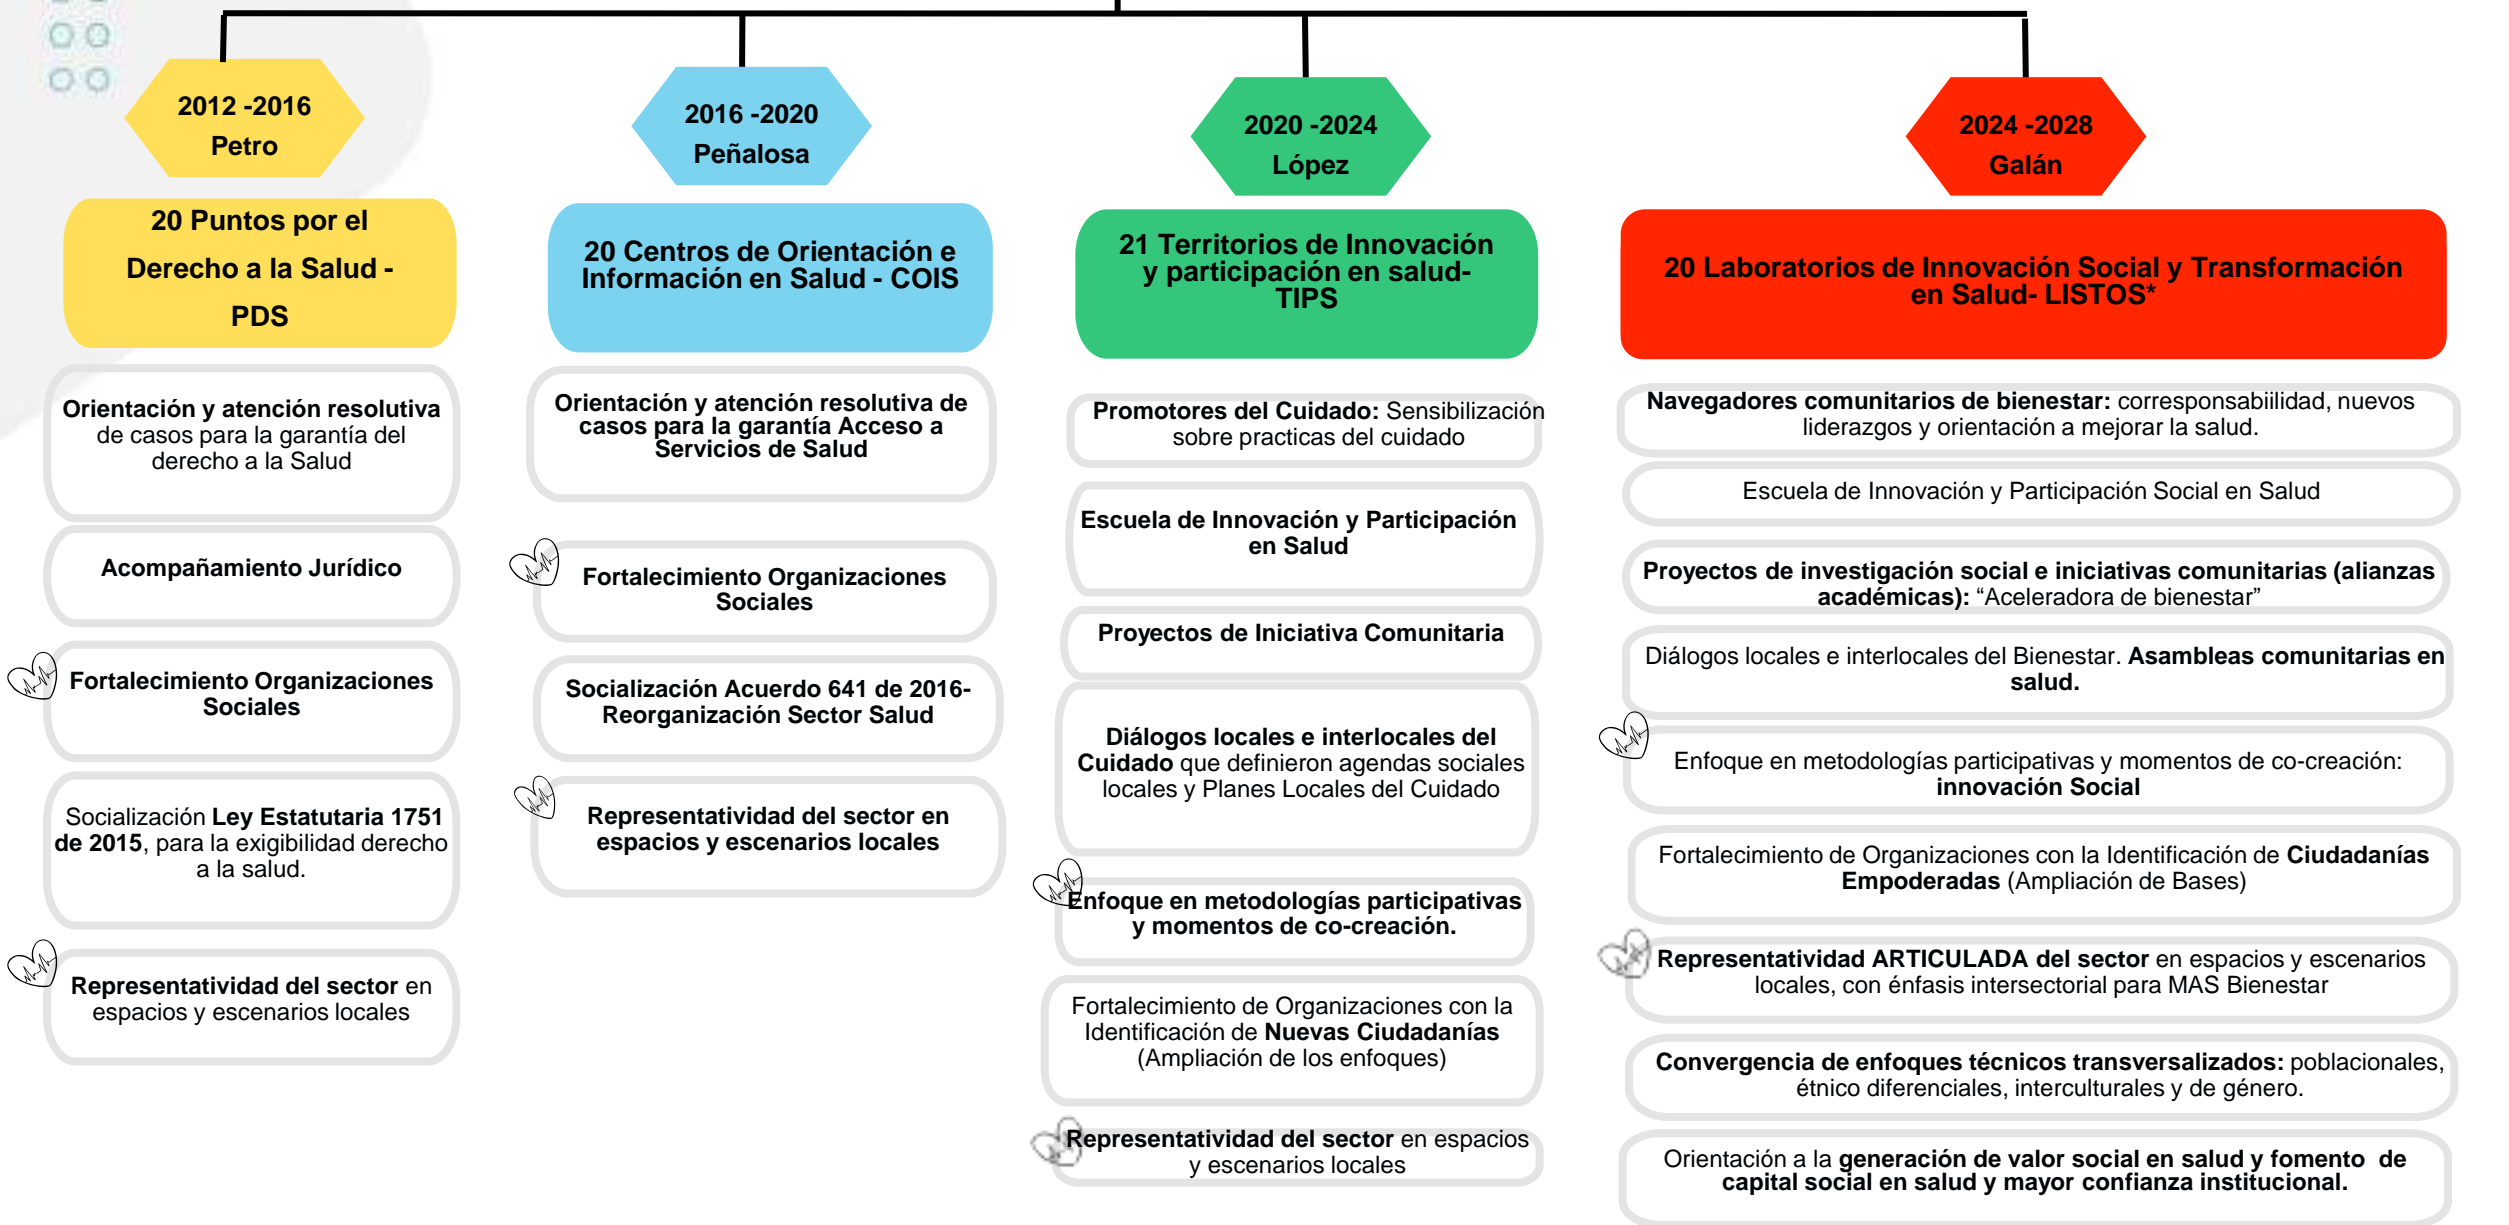 2012 -2016
Petro
20 Puntos por el
Derecho a la Salud -
PDS
Orientación y atención resolutiva
de casos para la garantía del
derecho a la Salud
Acompañamiento Jurídico
Fortalecimiento Organizaciones
Sociales
Socialización Ley Estatutaria 1751
de 2015, para la exigibilidad derecho
a la salud.
Representatividad del sector en
espacios y escenarios locales
2016 -2020
Peñalosa
20 Centros de Orientación e
Información en Salud - COIS
Orientación y atención resolutiva de
casos para la garantía Acceso a
Servicios de Salud
Fortalecimiento Organizaciones
Sociales
Socialización Acuerdo 641 de 2016-
Reorganización Sector Salud
Representatividad del sector en
espacios y escenarios locales
2020 -2024
López
21 Territorios de Innovación
y participación en salud-
TIPS
Promotores del Cuidado: Sensibilización
sobre practicas del cuidado
Escuela de Innovación y Participación
en Salud
Proyectos de Iniciativa Comunitaria
Diálogos locales e interlocales del
Cuidado que definieron agendas sociales
locales y Planes Locales del Cuidado
Enfoque en metodologías participativas
y momentos de co-creación.
Fortalecimiento de Organizaciones con la
Identificación de Nuevas Ciudadanías
(Ampliación de los enfoques)
Representatividad del sector en espacios
y escenarios locales
2024 -2028
Galán
20 Laboratorios de Innovación Social y Transformación
en Salud- LISTOS*
Navegadores comunitarios de bienestar: corresponsabiilidad, nuevos
liderazgos y orientación a mejorar la salud.
Escuela de Innovación y Participación Social en Salud
Proyectos de investigación social e iniciativas comunitarias (alianzas
académicas): “Aceleradora de bienestar”
Diálogos locales e interlocales del Bienestar. Asambleas comunitarias en
salud.
Enfoque en metodologías participativas y momentos de co-creación:
innovación Social
Fortalecimiento de Organizaciones con la Identificación de Ciudadanías
Empoderadas (Ampliación de Bases)
Representatividad ARTICULADA del sector en espacios y escenarios
locales, con énfasis intersectorial para MAS Bienestar
Convergencia de enfoques técnicos transversalizados: poblacionales,
étnico diferenciales, interculturales y de género.
Orientación a la generación de valor social en salud y fomento de
capital social en salud y mayor confianza institucional.